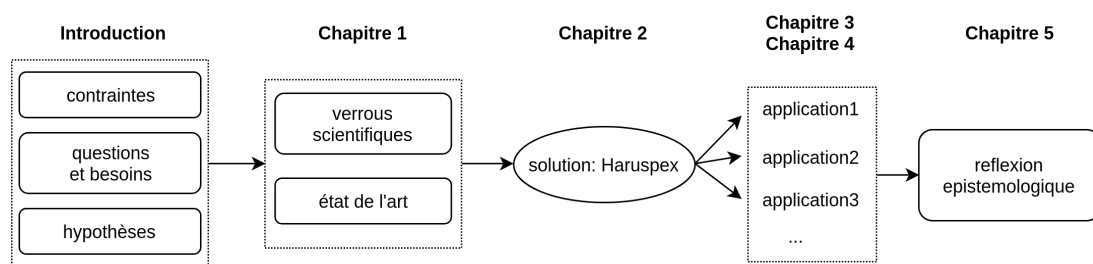 Introduction
contraintes
questions
et besoins
hypothèses
Chapitre 1
verrous
scientifiques
état de l'art
Chapitre 2
solution: Haruspex
Chapitre 3
Chapitre 4
application1
application2
application3
...
Chapitre 5
reflexion
epistemologique